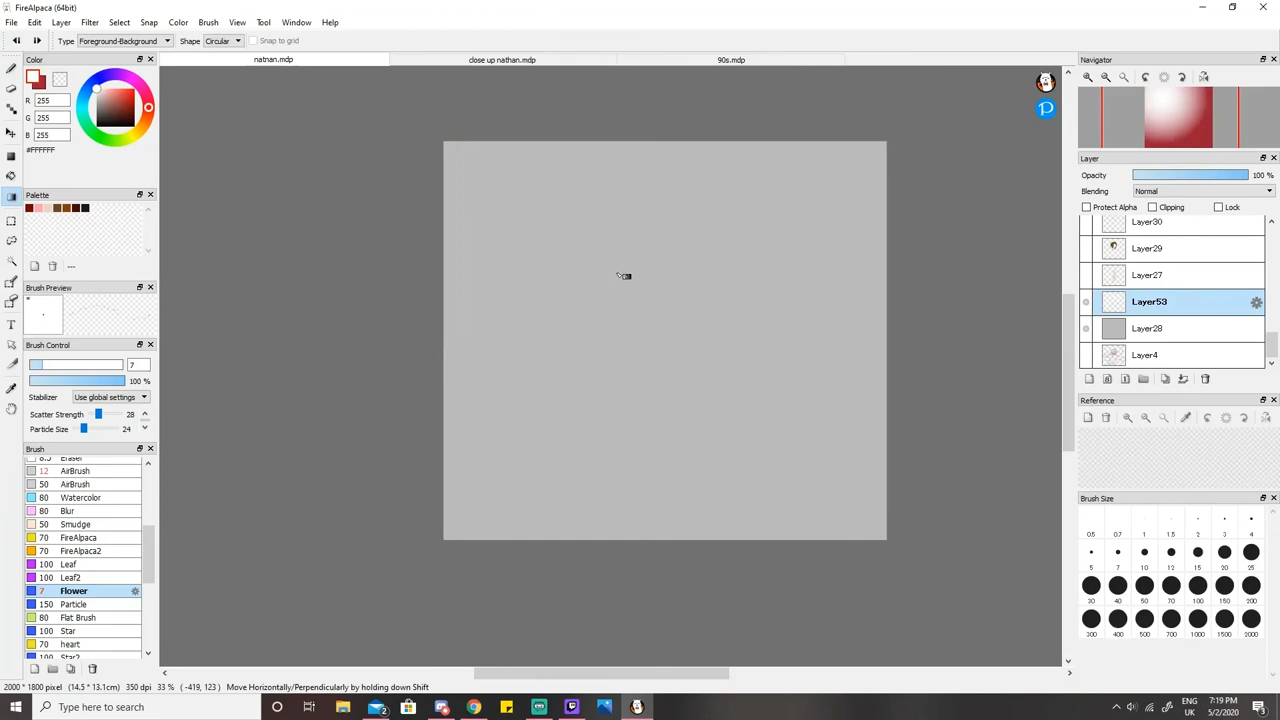 FireAlpaca (64bit)
File Edit Layer Filter Select Snap Color Brush View Tool Window Help
Type Foreground-Background Shape Circular Snap to grid
Color
natnan.mdp close up nathan.mdp 90s.mdp
Navigator
R 255
G 255
B 255
#FFFFFF
Layer
Opacity 100 %
Blending Normal
Protect Alpha Clipping Lock
Palette
Layer30
Layer29
Layer27
Layer53
Layer28
Layer4
---
Brush Preview
Brush Control
7
100 %
Stabilizer Use global settings
Scatter Strength 28
Particle Size 24
Reference
Brush
8.5 Eraser
12 AirBrush
50 AirBrush
80 Watercolor
80 Blur
50 Smudge
70 FireAlpaca
70 FireAlpaca2
100 Leaf
100 Leaf2
7 Flower
150 Particle
80 Flat Brush
100 Star
70 heart
100 Star2
Brush Size
0.5 0.7 1 1.5 2 3 4
5 7 10 12 15 20 25
30 40 50 70 100 150 200
300 400 500 700 1000 1500 2000
2000 * 1800 pixel (14.5 * 13.1cm) 350 dpi 33 % (-419, 123) Move Horizontally/Perpendicularly by holding down Shift
Type here to search
2
ENG
UK
7:19 PM
5/2/2020